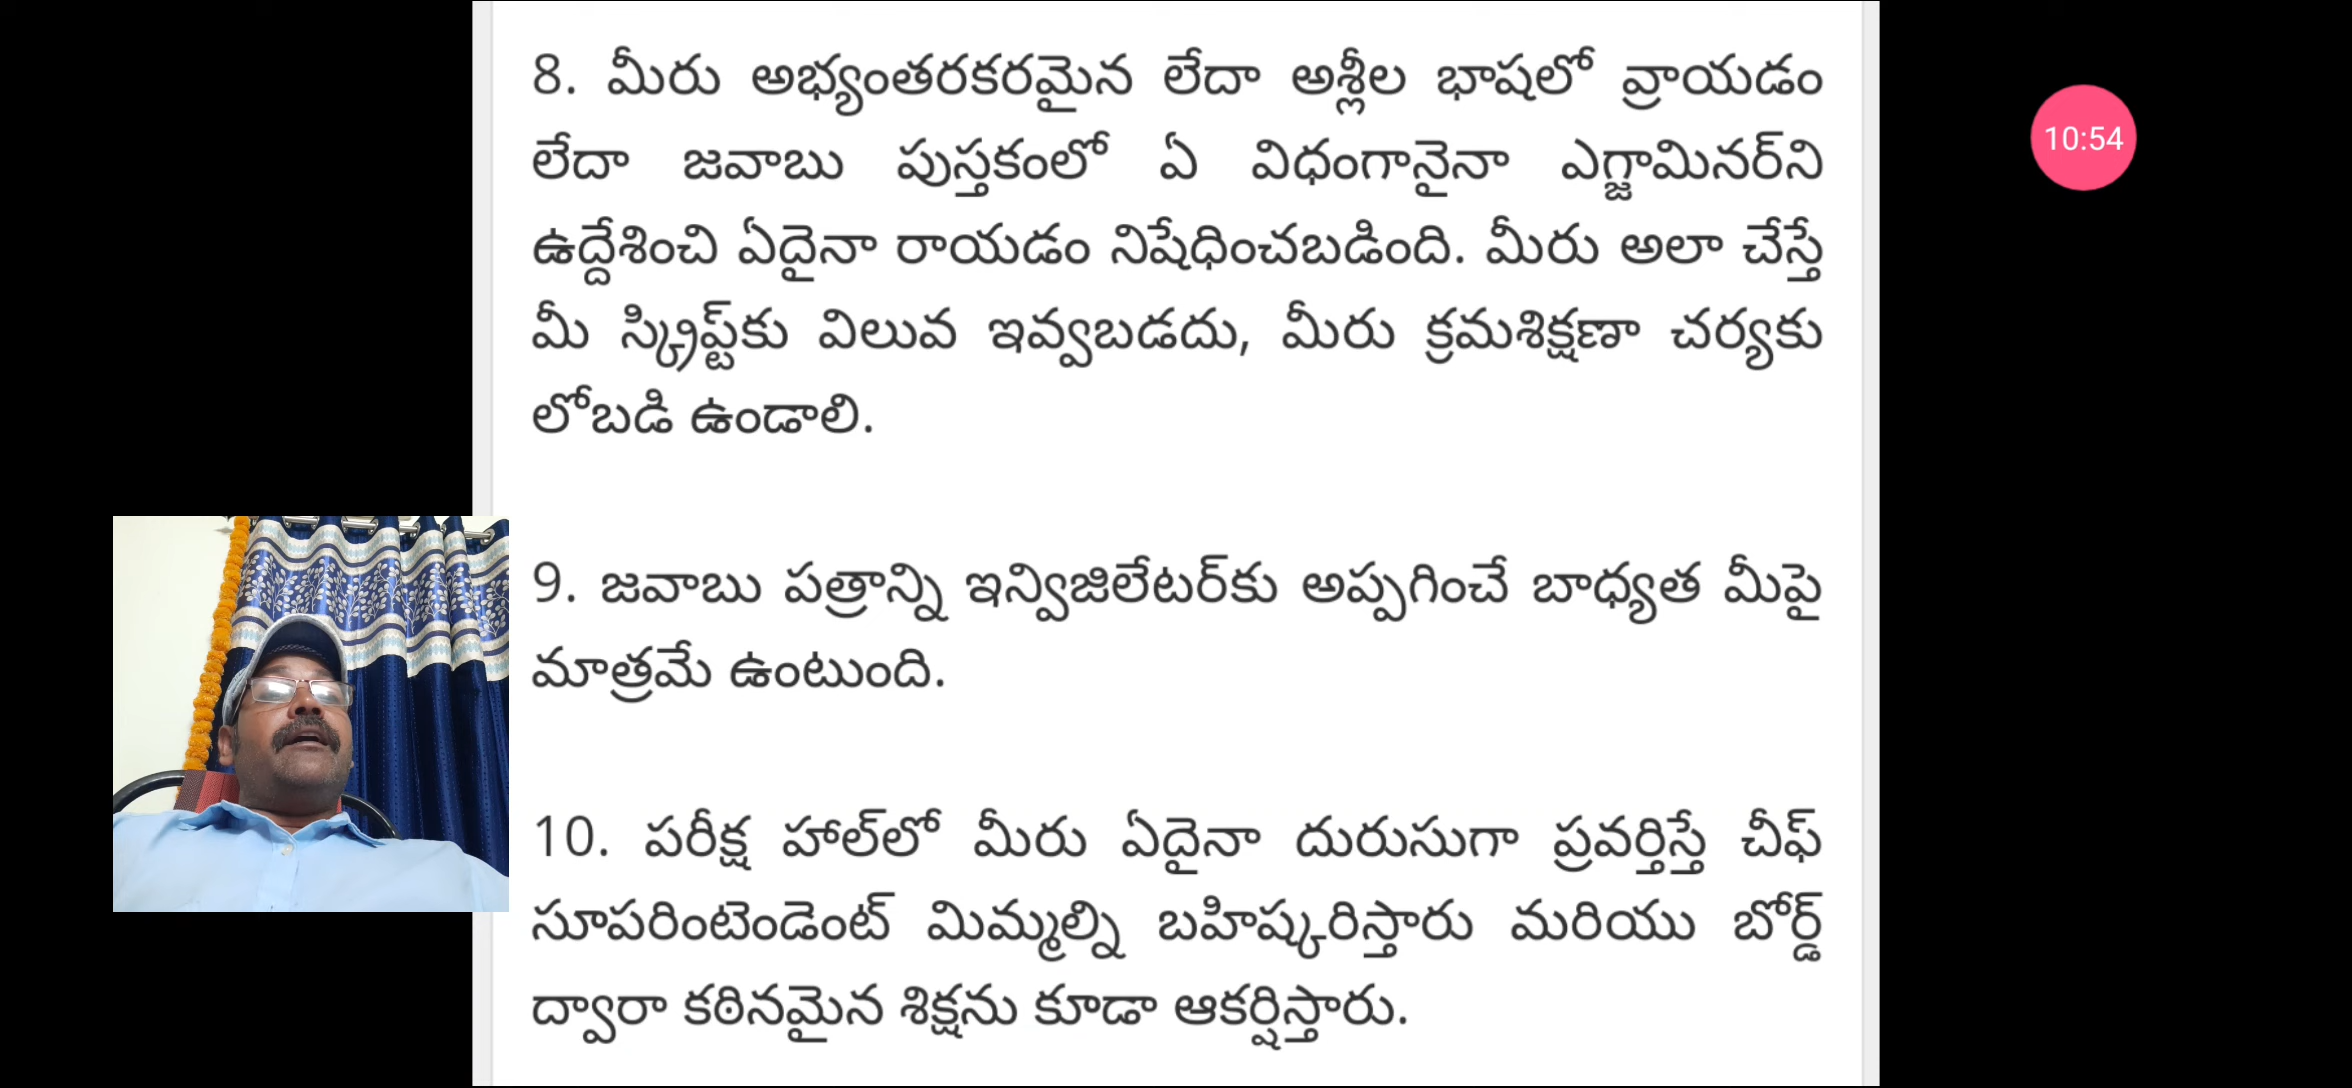 8. మీరు అభ్యంతరకరమైన లేదా అశ్లీల భాషలో వ్రాయడం
లేదా జవాబు పుస్తకంలో ఏ విధంగానైనా ఎగ్జామినర్‌ని
ఉద్దేశించి ఏదైనా రాయడం నిషేధించబడింది. మీరు అలా చేస్తే
మీ స్క్రిప్ట్‌కు విలువ ఇవ్వబడదు, మీరు క్రమశిక్షణా చర్యకు
లోబడి ఉండాలి.
9. జవాబు పత్రాన్ని ఇన్విజిలేటర్‌కు అప్పగించే బాధ్యత మీపై
మాత్రమే ఉంటుంది.
10. పరీక్ష హాల్‌లో మీరు ఏదైనా దురుసుగా ప్రవర్తిస్తే చీఫ్
సూపరింటెండెంట్ మిమ్మల్ని బహిష్కరిస్తారు మరియు బోర్డ్
ద్వారా కఠినమైన శిక్షను కూడా ఆకర్షిస్తారు.
10:54